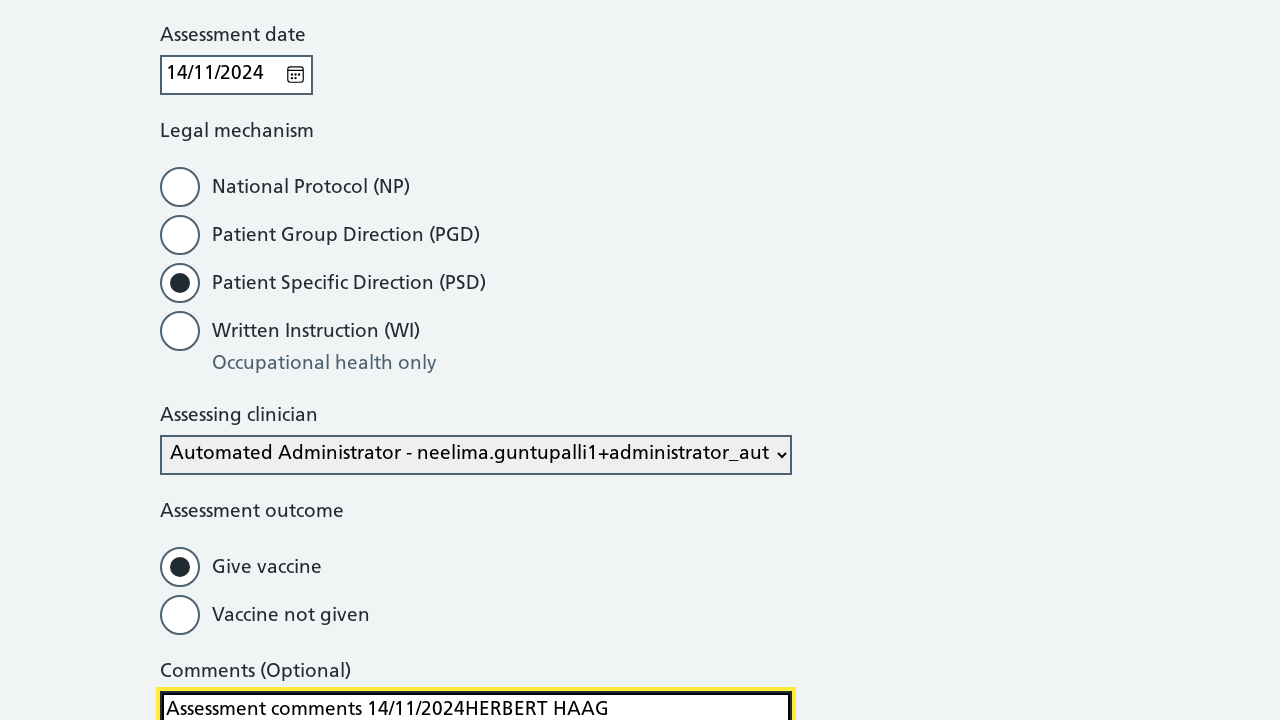 Assessment date
14/11/2024
Legal mechanism
National Protocol (NP)
Patient Group Direction (PGD)
Patient Specific Direction (PSD)
Written Instruction (WI)
Occupational health only
Assessing clinician
Automated Administrator - neelima.guntupalli1+administrator_aut
Assessment outcome
Give vaccine
Vaccine not given
Comments (Optional)
Assessment comments 14/11/2024HERBERT HAAG